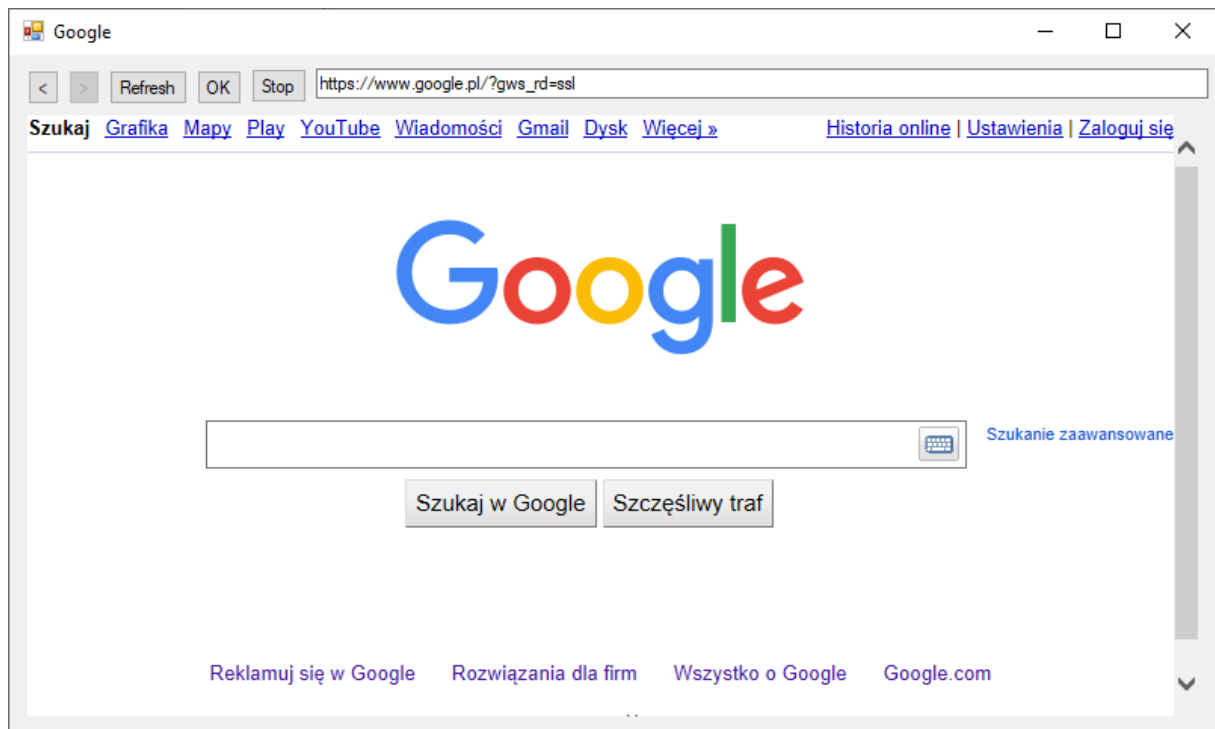 Google
< > Refresh OK Stop https://www.google.pl/?gws_rd=ssl
Szukaj Grafika Mapy Play YouTube Wiadomości Gmail Dysk Więcej » Historia online | Ustawienia | Zaloguj się
Google
Szukanie zaawansowane
Szukaj w Google Szczęśliwy traf
Reklamuj się w Google Rozwiązania dla firm Wszystko o Google Google.com